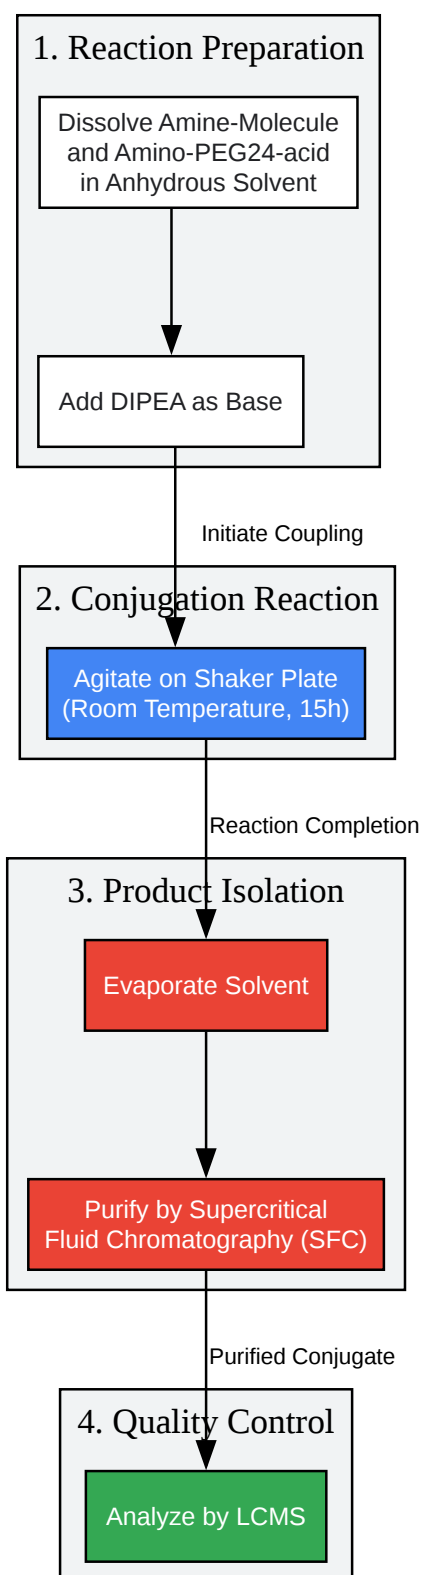 1. Reaction Preparation
Dissolve Amine-Molecule
and Amino-PEG24-acid
in Anhydrous Solvent
Add DIPEA as Base
Initiate Coupling
2. Conjugation Reaction
Agitate on Shaker Plate
(Room Temperature, 15h)
Reaction Completion
3. Product Isolation
Evaporate Solvent
Purify by Supercritical
Fluid Chromatography (SFC)
Purified Conjugate
4. Quality Control
Analyze by LCMS